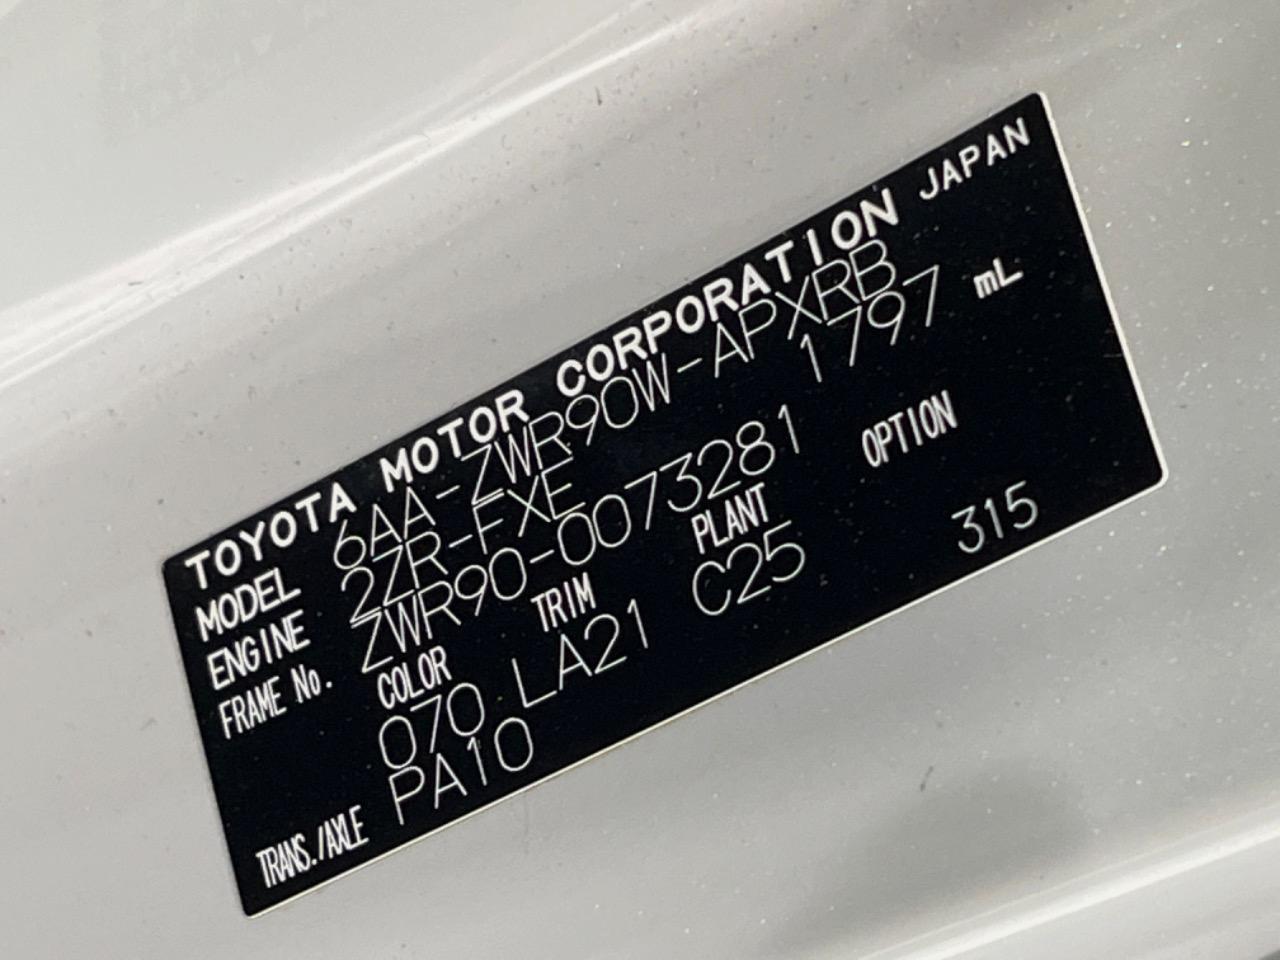 TOYOTA MOTOR CORPORATION JAPAN
MODEL 6AA-ZWR90W-APXRB
ENGINE 2ZR-FXE 1797 mL
FRAME No. ZWR90-0073281
COLOR TRIM PLANT OPTION
070 LA21 C25 315
TRANS./AXLE PA10